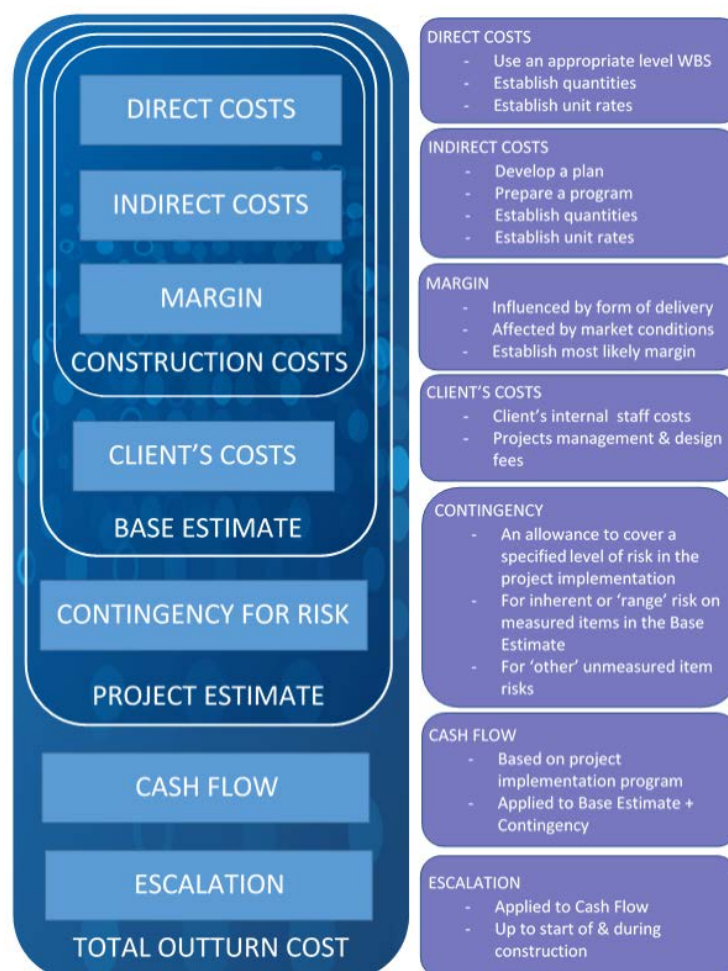 DIRECT COSTS
INDIRECT COSTS
MARGIN
CONSTRUCTION COSTS
CLIENT'S COSTS
BASE ESTIMATE
CONTINGENCY FOR RISK
PROJECT ESTIMATE
CASH FLOW
ESCALATION
TOTAL OUTTURN COST
DIRECT COSTS
- Use an appropriate level WBS
- Establish quantities
- Establish unit rates
INDIRECT COSTS
- Develop a plan
- Prepare a program
- Establish quantities
- Establish unit rates
MARGIN
- Influenced by form of delivery
- Affected by market conditions
- Establish most likely margin
CLIENT'S COSTS
- Client's internal staff costs
- Projects management & design
fees
CONTINGENCY
- An allowance to cover a
specified level of risk in the
project implementation
- For inherent or 'range' risk on
measured items in the Base
Estimate
- For 'other' unmeasured item
risks
CASH FLOW
- Based on project
implementation program
- Applied to Base Estimate +
Contingency
ESCALATION
- Applied to Cash Flow
- Up to start of & during
construction